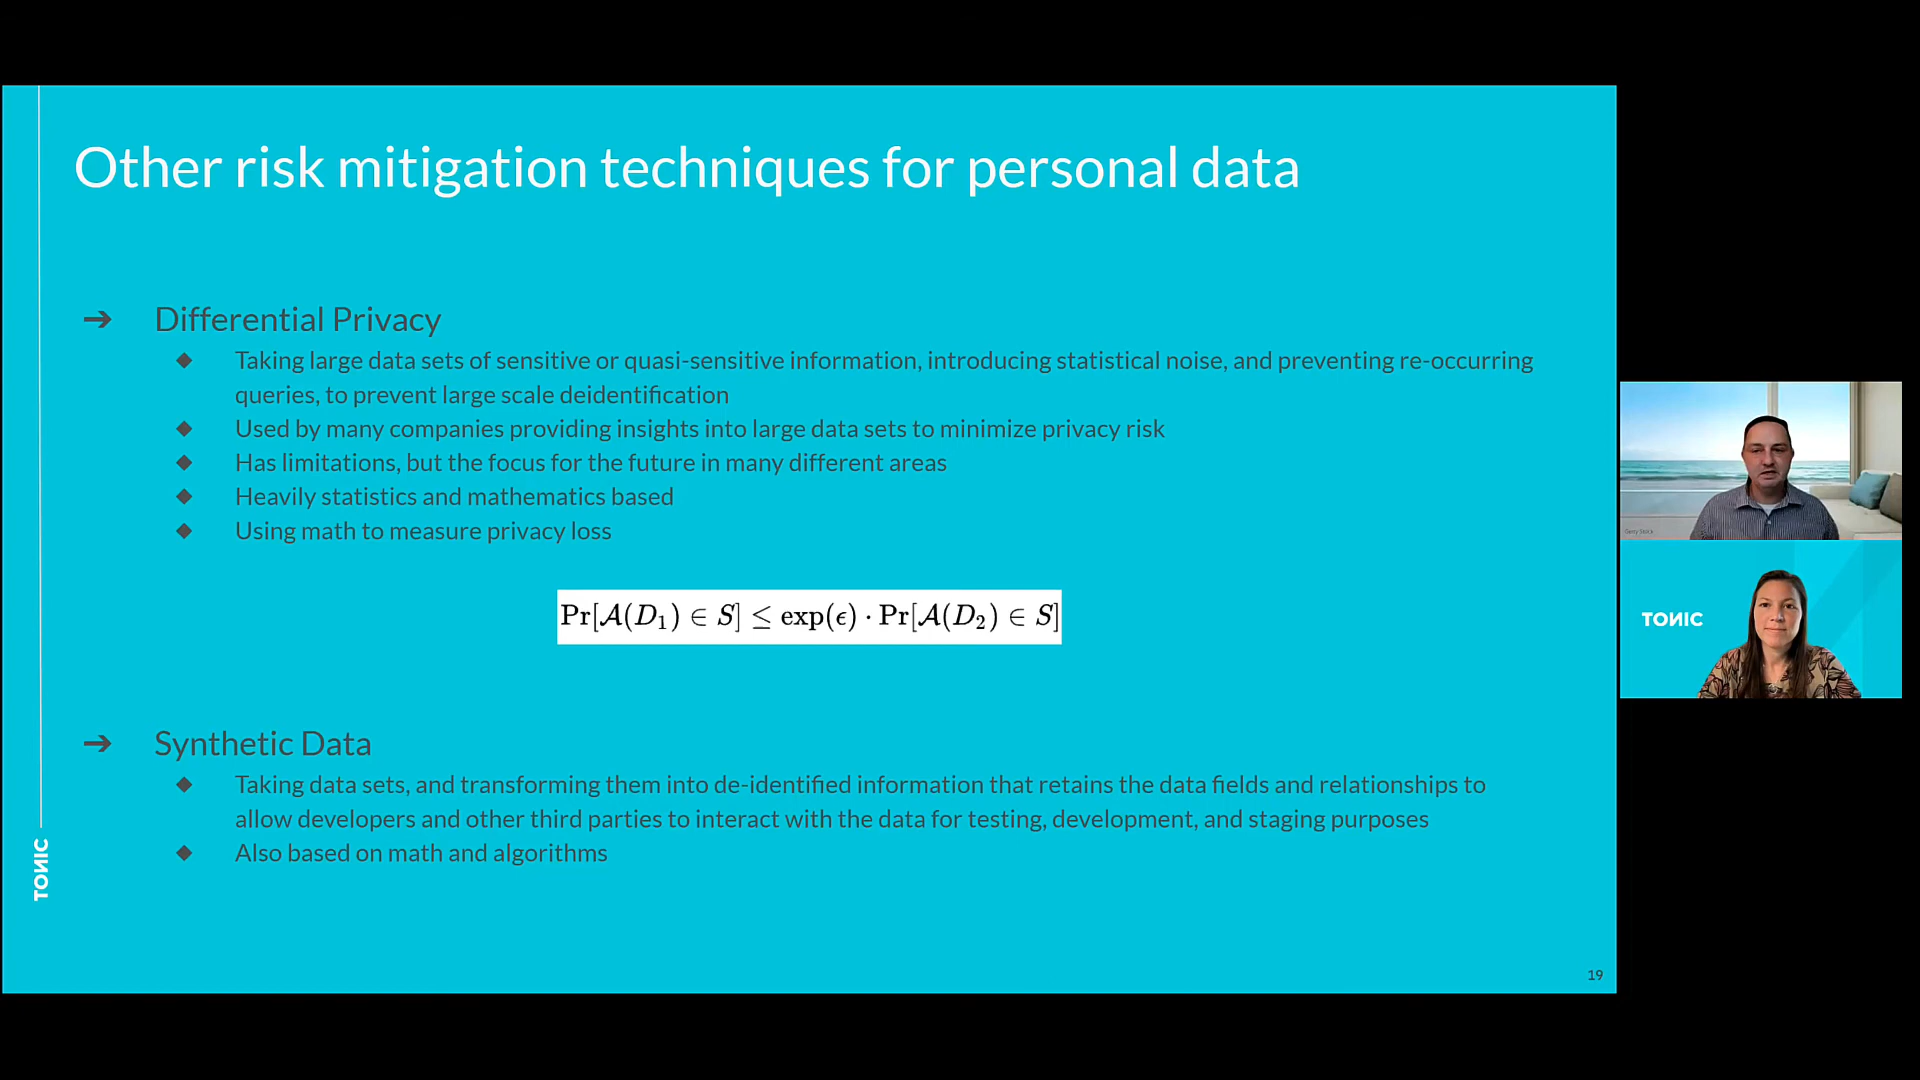 Other risk mitigation techniques for personal data
➔ Differential Privacy
◆ Taking large data sets of sensitive or quasi-sensitive information, introducing statistical noise, and preventing re-occurring
queries, to prevent large scale deidentification
◆ Used by many companies providing insights into large data sets to minimize privacy risk
◆ Has limitations, but the focus for the future in many different areas
◆ Heavily statistics and mathematics based
◆ Using math to measure privacy loss
Pr[𝒜(D₁) ∈ S] ≤ exp(ϵ) · Pr[𝒜(D₂) ∈ S]
➔ Synthetic Data
◆ Taking data sets, and transforming them into de-identified information that retains the data fields and relationships to
allow developers and other third parties to interact with the data for testing, development, and staging purposes
◆ Also based on math and algorithms
TONIC
19
TONIC